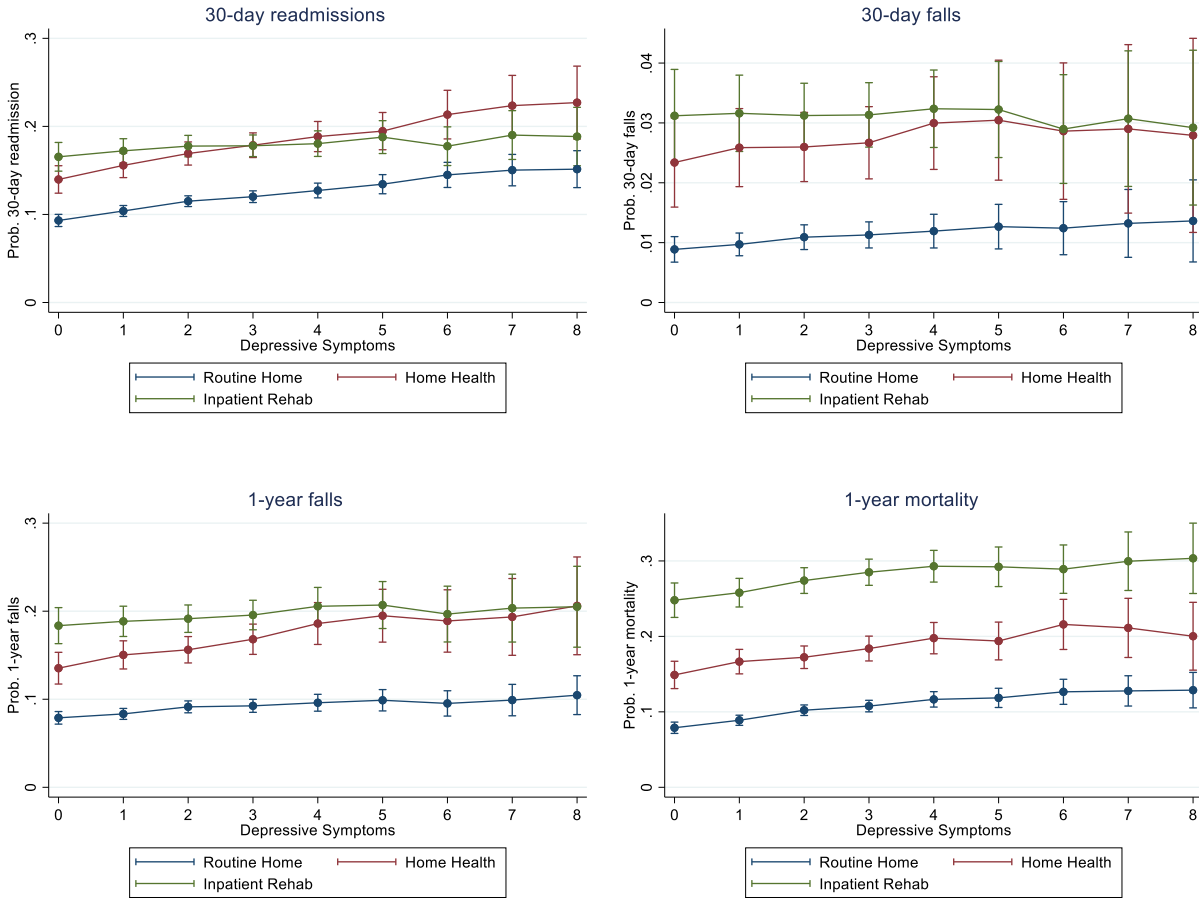 30-day readmissions
Prob. 30-day readmission
.3
.2
.1
0
0 1 2 3 4 5 6 7 8
Depressive Symptoms
Routine Home Home Health
Inpatient Rehab
30-day falls
Prob. 30-day falls
.04
.03
.02
.01
0
0 1 2 3 4 5 6 7 8
Depressive Symptoms
Routine Home Home Health
Inpatient Rehab
1-year falls
Prob. 1-year falls
.3
.2
.1
0
0 1 2 3 4 5 6 7 8
Depressive Symptoms
Routine Home Home Health
Inpatient Rehab
1-year mortality
Prob. 1-year mortality
.3
.2
.1
0
0 1 2 3 4 5 6 7 8
Depressive Symptoms
Routine Home Home Health
Inpatient Rehab